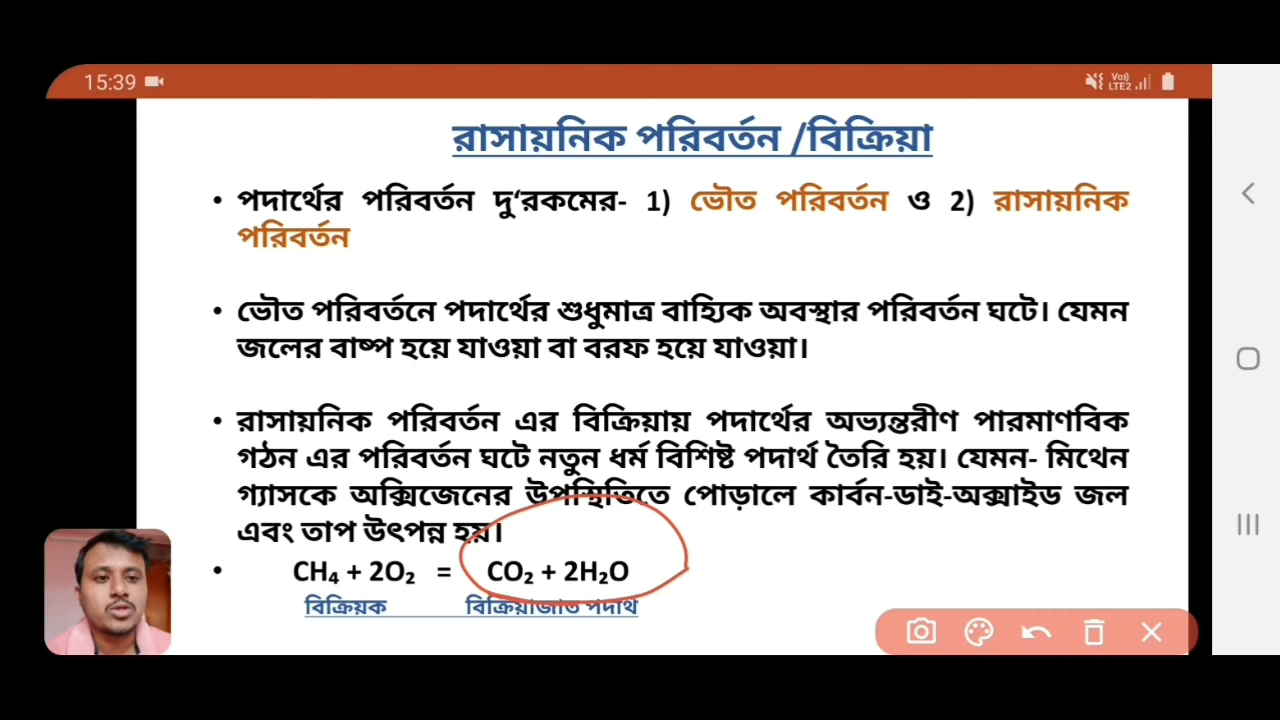 15:39
Vo) LTE2
রাসায়নিক পরিবর্তন /বিক্রিয়া
• পদার্থের পরিবর্তন দু‘রকমের- 1) ভৌত পরিবর্তন ও 2) রাসায়নিক
পরিবর্তন
• ভৌত পরিবর্তনে পদার্থের শুধুমাত্র বাহ্যিক অবস্থার পরিবর্তন ঘটে। যেমন
জলের বাষ্প হয়ে যাওয়া বা বরফ হয়ে যাওয়া।
• রাসায়নিক পরিবর্তন এর বিক্রিয়ায় পদার্থের অভ্যন্তরীণ পারমাণবিক
গঠন এর পরিবর্তন ঘটে নতুন ধর্ম বিশিষ্ট পদার্থ তৈরি হয়। যেমন- মিথেন
গ্যাসকে অক্সিজেনের উপস্থিতিতে পোড়ালে কার্বন-ডাই-অক্সাইড জল
এবং তাপ উৎপন্ন হয়।
• CH₄ + 2O₂ = CO₂ + 2H₂O
বিক্রিয়ক বিক্রিয়াজাত পদার্থ